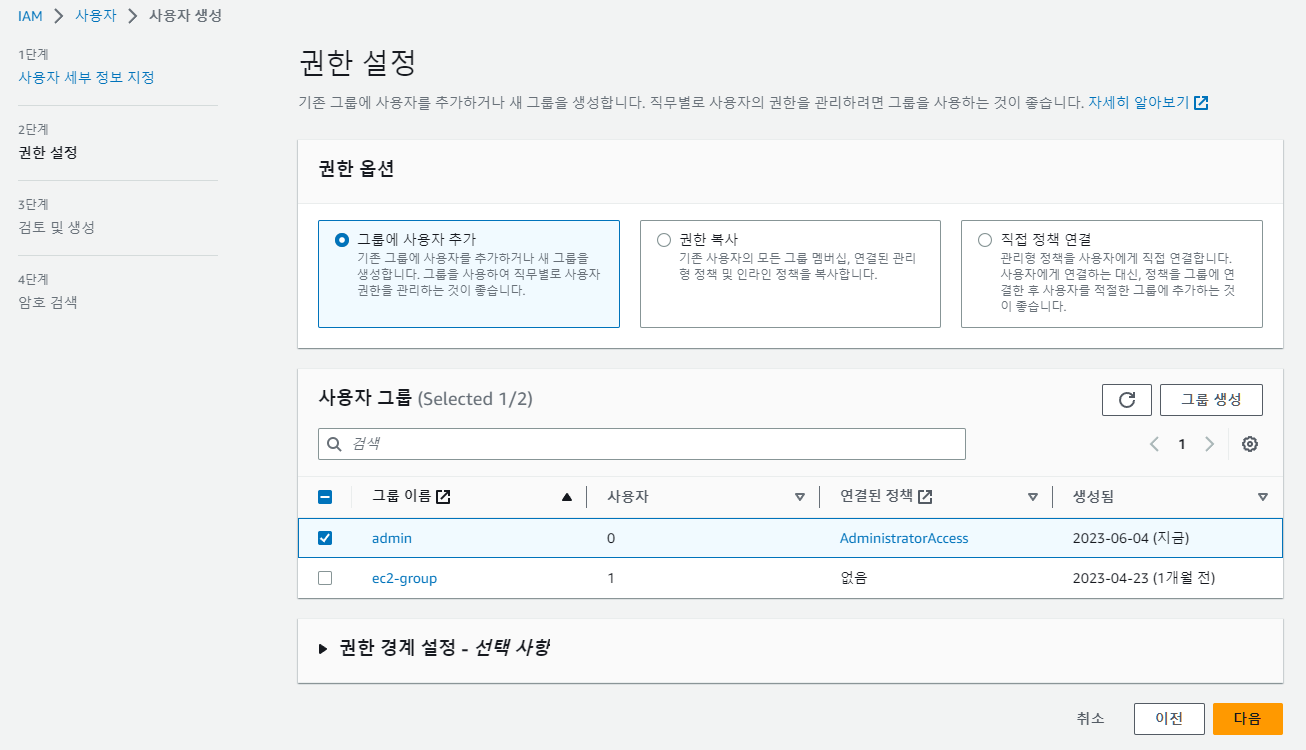 IAM > 사용자 > 사용자 생성
1단계
사용자 세부 정보 지정
2단계
권한 설정
3단계
검토 및 생성
4단계
암호 검색
권한 설정
기존 그룹에 사용자를 추가하거나 새 그룹을 생성합니다. 직무별로 사용자의 권한을 관리하려면 그룹을 사용하는 것이 좋습니다. 자세히 알아보기
권한 옵션
그룹에 사용자 추가
기존 그룹에 사용자를 추가하거나 새 그룹을
생성합니다. 그룹을 사용하여 직무별로 사용자
권한을 관리하는 것이 좋습니다.
권한 복사
기존 사용자의 모든 그룹 멤버십, 연결된 관리
형 정책 및 인라인 정책을 복사합니다.
직접 정책 연결
관리형 정책을 사용자에게 직접 연결합니다.
사용자에게 연결하는 대신, 정책을 그룹에 연
결한 후 사용자를 적절한 그룹에 추가하는 것
이 좋습니다.
사용자 그룹 (Selected 1/2)
그룹 생성
검색
1
그룹 이름 사용자 연결된 정책 생성됨
admin 0 AdministratorAccess 2023-06-04 (지금)
ec2-group 1 없음 2023-04-23 (1개월 전)
권한 경계 설정 - 선택 사항
취소 이전 다음